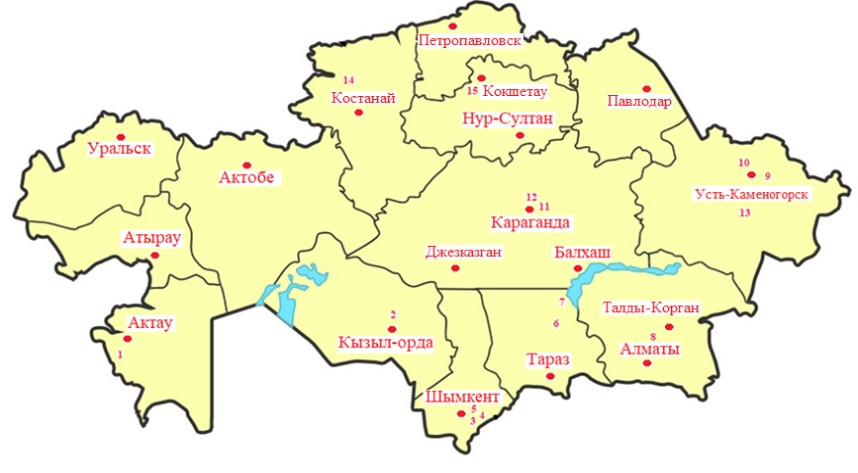 Петропавловск
14
15 Кокшетау
Костанай
Павлодар
Нур-Султан
Уральск
Актобе
10
9
Усть-Каменогорск
13
12
11
Караганда
Атырау
Джезказган
Балхаш
7
6
Талды-Корган
2
Актау
1
Кызыл-орда
8
Алматы
Тараз
Шымкент
5
4
3